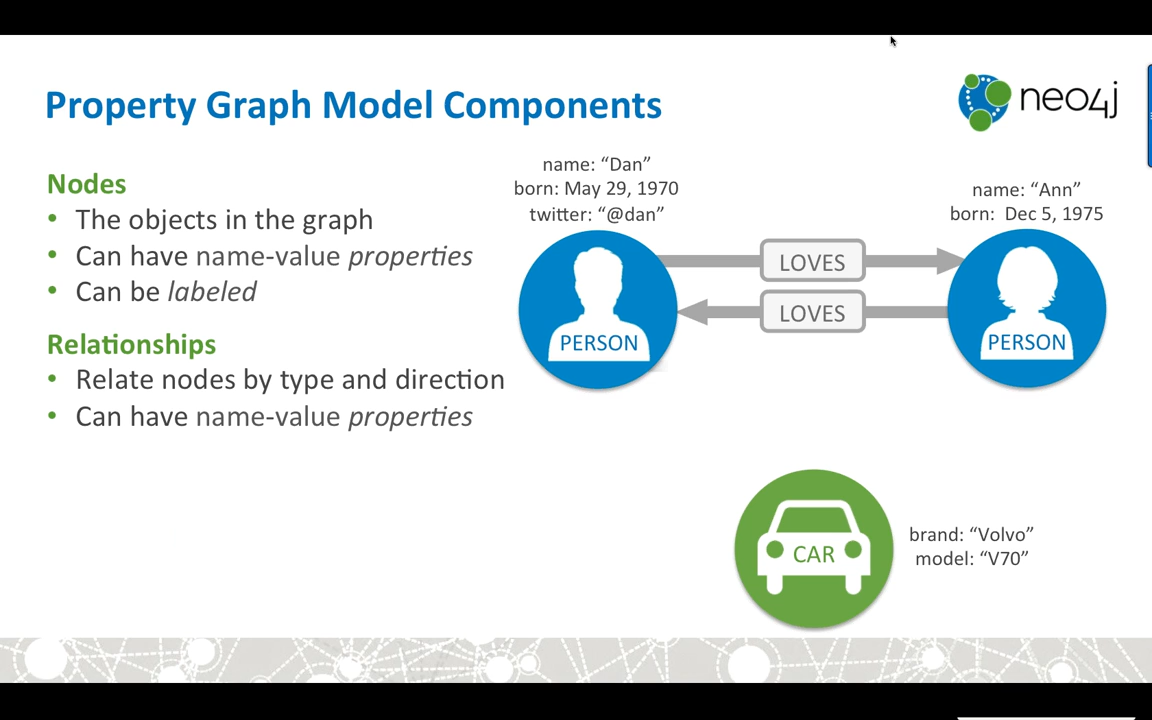 Property Graph Model Components
neo4j
Nodes
• The objects in the graph
• Can have name-value properties
• Can be labeled
Relationships
• Relate nodes by type and direction
• Can have name-value properties
name: “Dan”
born: May 29, 1970
twitter: “@dan”
PERSON
LOVES
LOVES
name: “Ann”
born: Dec 5, 1975
PERSON
CAR
brand: “Volvo”
model: “V70”